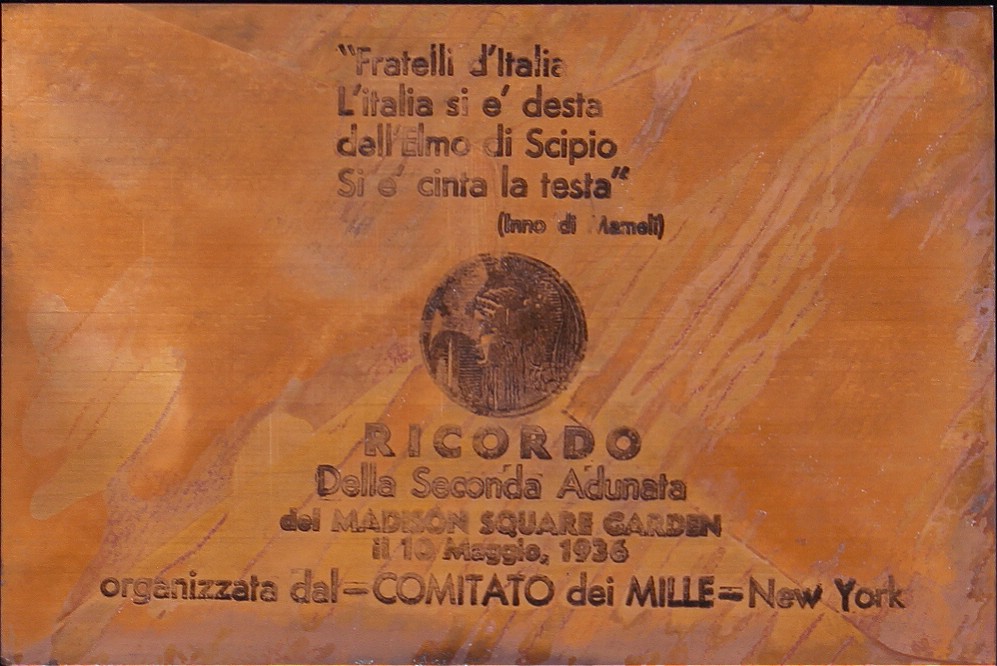 "Fratelli d'Italia
L'italia si e' desta
dell'Elmo di Scipio
Si e' cinta la testa"
(Inno di Mameli)
RICORDO
Della Seconda Adunata
del MADISON SQUARE GARDEN
il 10 Maggio, 1936
organizzata dal=COMITATO dei MILLE=New York